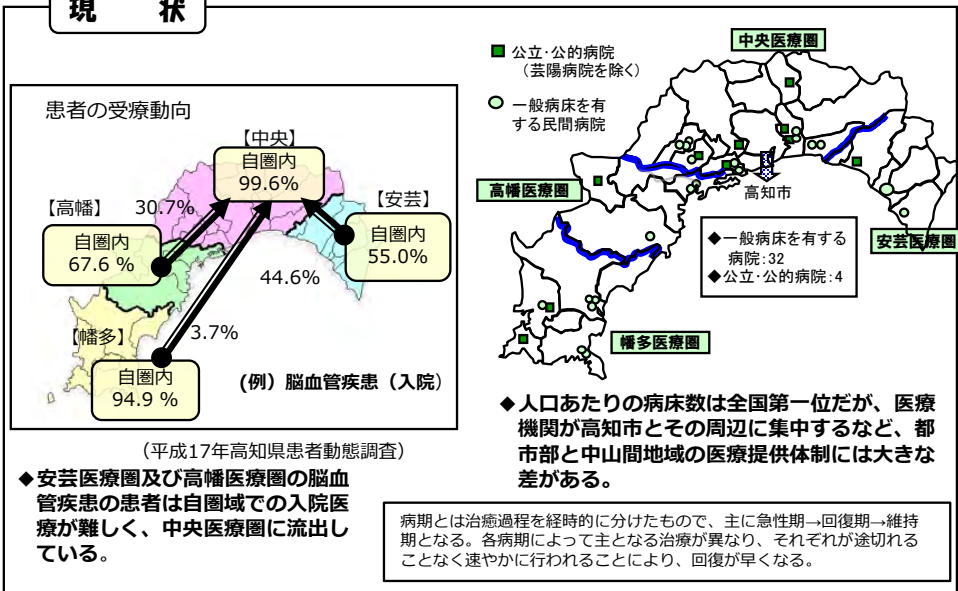 現　状
患者の受療動向
【中央】
自圏内
99.6%
【高幡】
30.7%
自圏内
67.6 %
【安芸】
自圏内
55.0%
44.6%
【幡多】
3.7%
自圏内
94.9 %
(例）脳血管疾患（入院）
（平成17年高知県患者動態調査）
◆安芸医療圏及び高幡医療圏の脳血
管疾患の患者は自圏域での入院医
療が難しく、中央医療圏に流出し
ている。
公立・公的病院
（芸陽病院を除く）
一般病床を有
する民間病院
中央医療圏
高幡医療圏
高知市
安芸医療圏
◆一般病床を有する
病院：32
◆公立・公的病院：4
幡多医療圏
◆人口あたりの病床数は全国第一位だが、医療
機関が高知市とその周辺に集中するなど、都
市部と中山間地域の医療提供体制には大きな
差がある。
病期とは治癒過程を経時的に分けたもので、主に急性期→回復期→維持
期となる。各病期によって主となる治療が異なり、それぞれが途切れる
ことなく速やかに行われることにより、回復が早くなる。